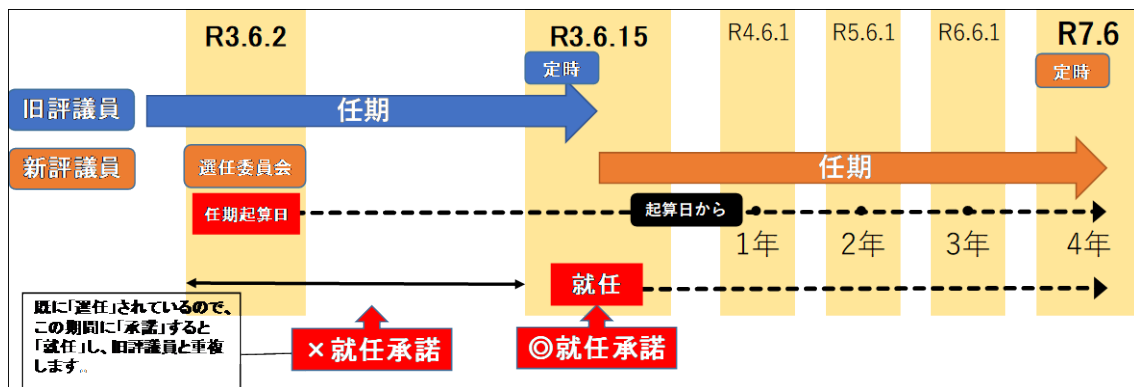 R3.6.2
R3.6.15
R4.6.1
R5.6.1
R6.6.1
R7.6
定時
定時
旧評議員
任期
新評議員
選任委員会
任期
任期起算日
起算日から
1年
2年
3年
4年
就任
既に「選任」されているので、
この期間に「承諾」すると
「就任」し、旧評議員と重複
します。
×就任承諾
◎就任承諾